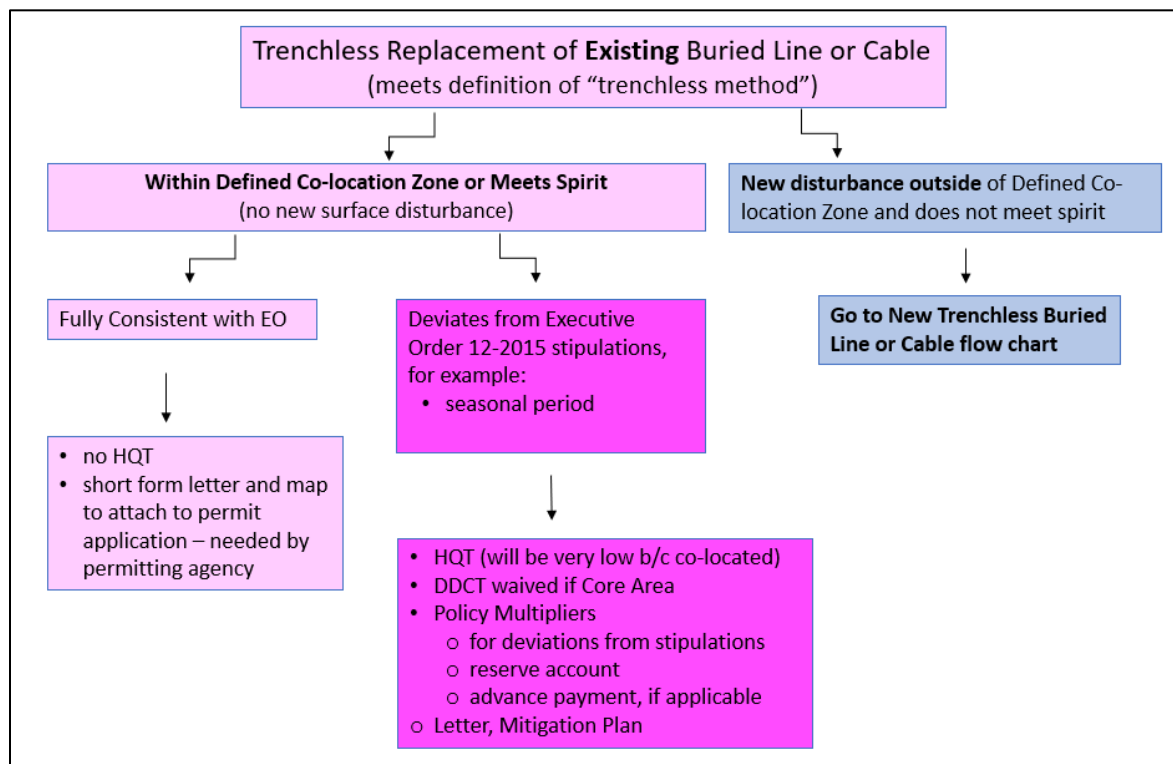 Trenchless Replacement of Existing Buried Line or Cable
(meets definition of “trenchless method”)
Within Defined Co-location Zone or Meets Spirit
(no new surface disturbance)
New disturbance outside of Defined Co-
location Zone and does not meet spirit
Fully Consistent with EO
Deviates from Executive
Order 12-2015 stipulations,
for example:
• seasonal period
Go to New Trenchless Buried
Line or Cable flow chart
• no HQT
• short form letter and map
to attach to permit
application – needed by
permitting agency
• HQT (will be very low b/c co-located)
• DDCT waived if Core Area
• Policy Multipliers
o for deviations from stipulations
o reserve account
o advance payment, if applicable
o Letter, Mitigation Plan